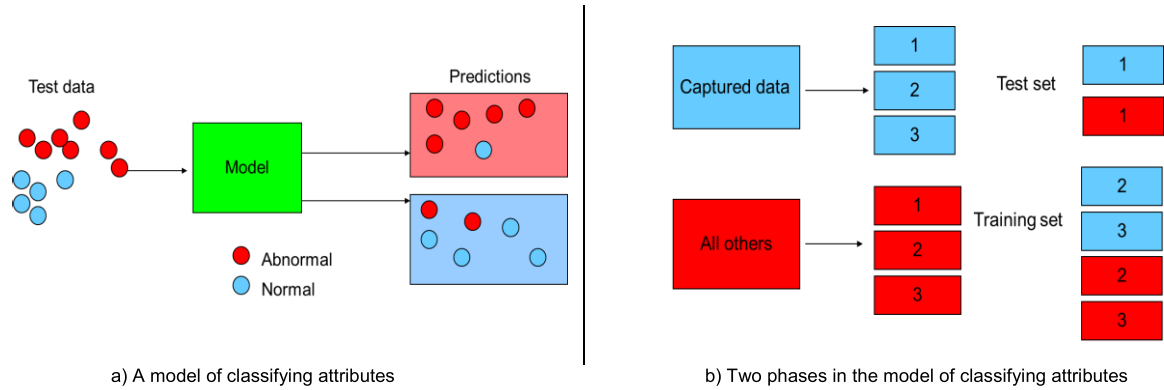 Test data
Predictions
Model
Abnormal
Normal
a) A model of classifying attributes
Captured data
1
2
3
Test set
1
1
All others
1
2
3
Training set
2
3
2
3
b) Two phases in the model of classifying attributes